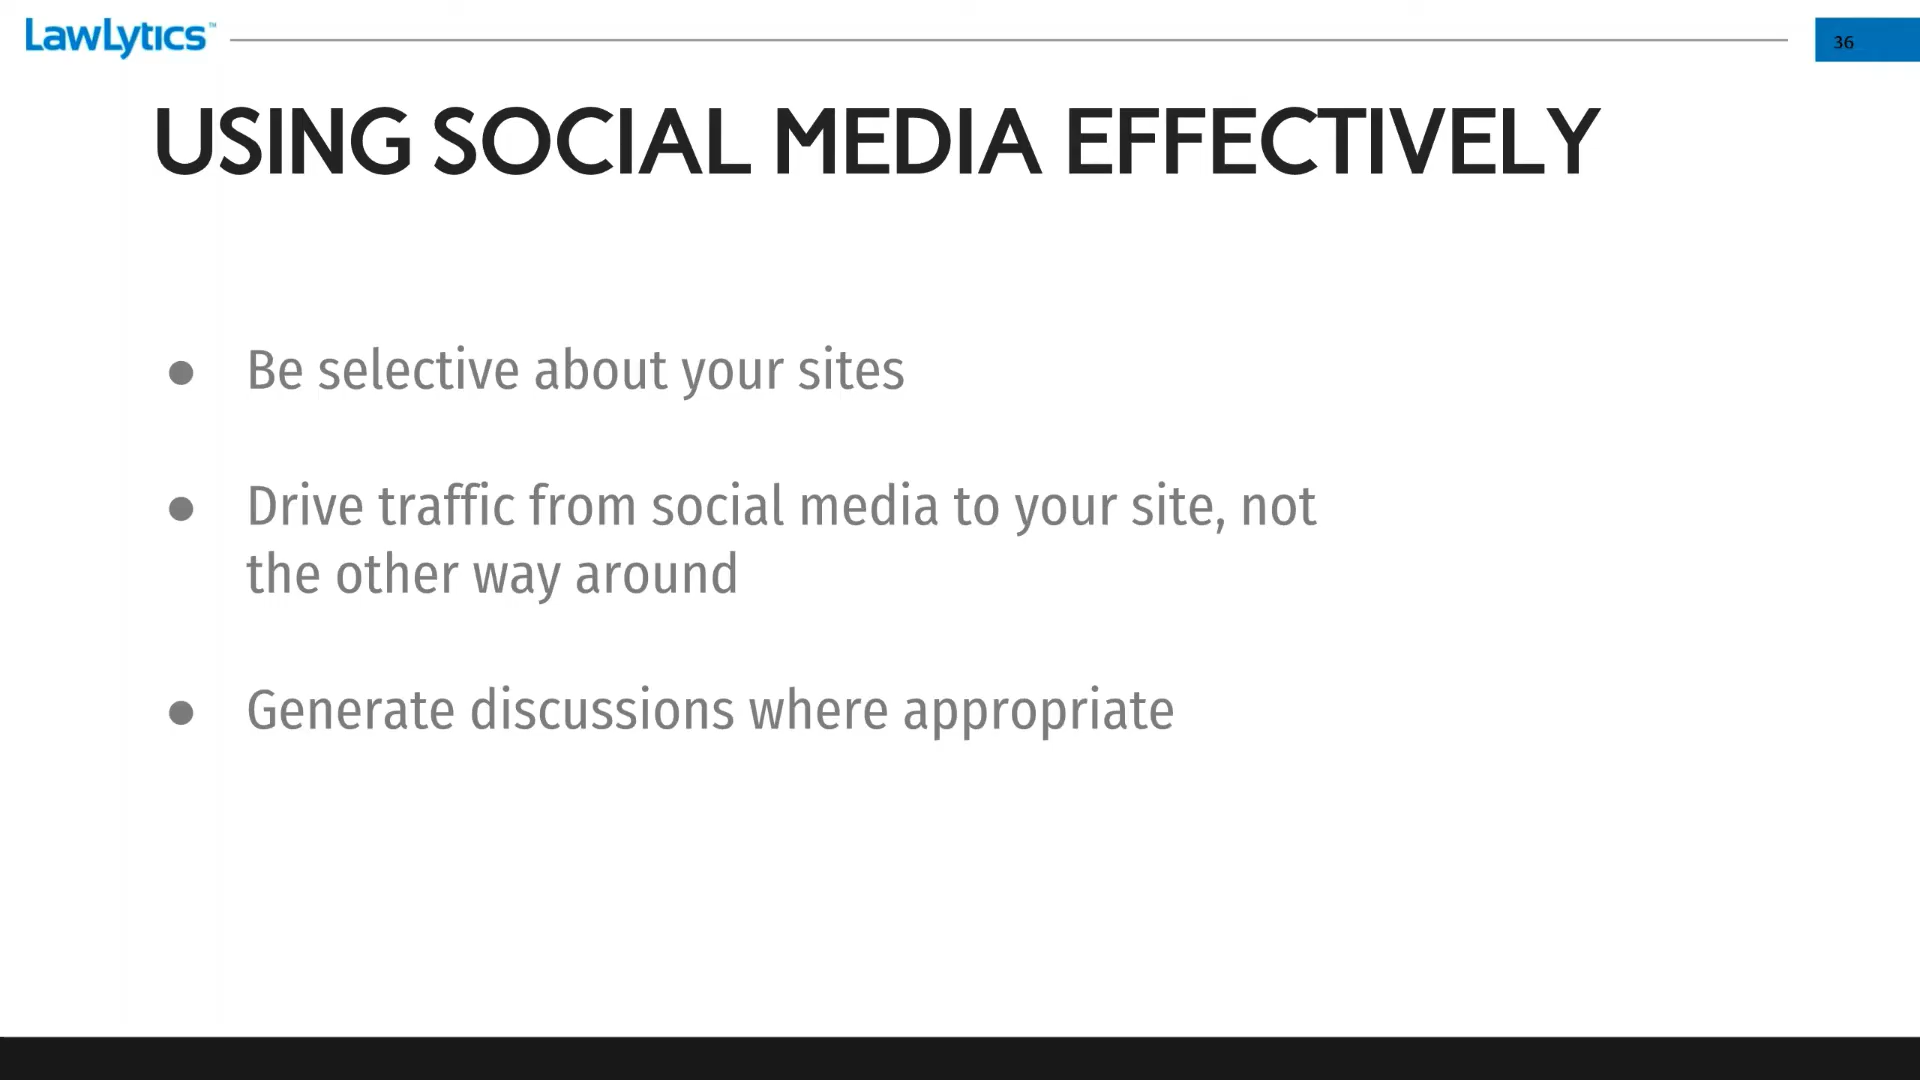 LawLytics™
36
USING SOCIAL MEDIA EFFECTIVELY
● Be selective about your sites
● Drive traffic from social media to your site, not
the other way around
● Generate discussions where appropriate